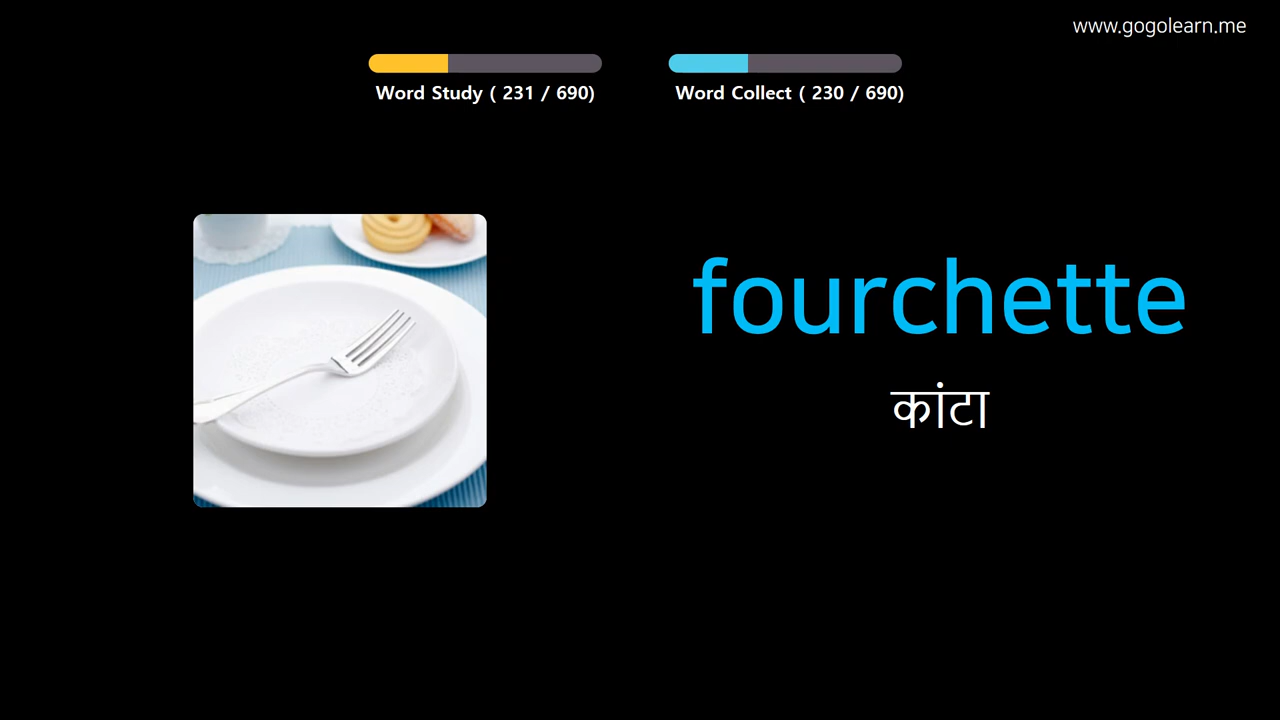 www.gogolearn.me
Word Study ( 231 / 690)
Word Collect ( 230 / 690)
fourchette
कांटा